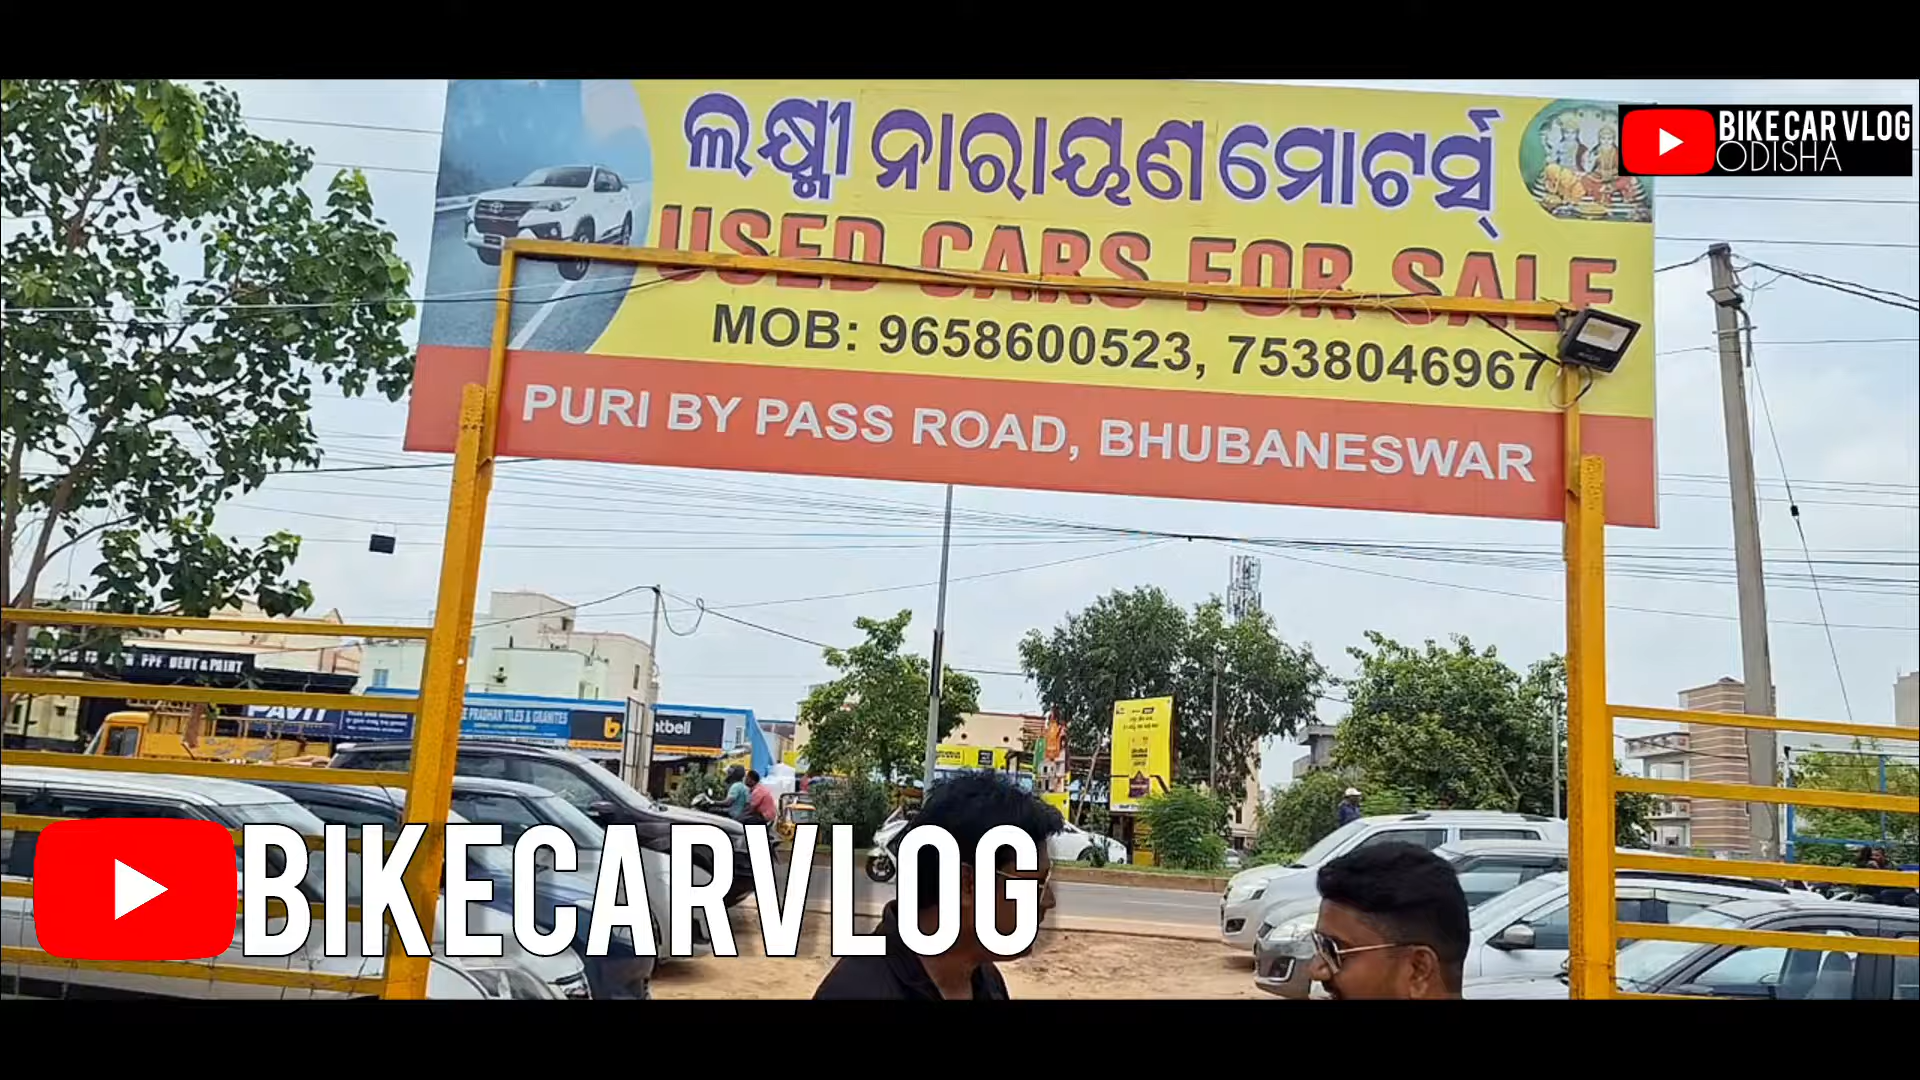 ଲକ୍ଷ୍ମୀ ନାରାୟଣ ମୋଟର୍ସ
USED CARS FOR SALE
MOB: 9658600523, 7538046967
PURI BY PASS ROAD, BHUBANESWAR
BIKE CAR VLOG
ODISHA
PPF DENT & PAINT
PRADHAN TILES & GRANITES
BIKECARVLOG